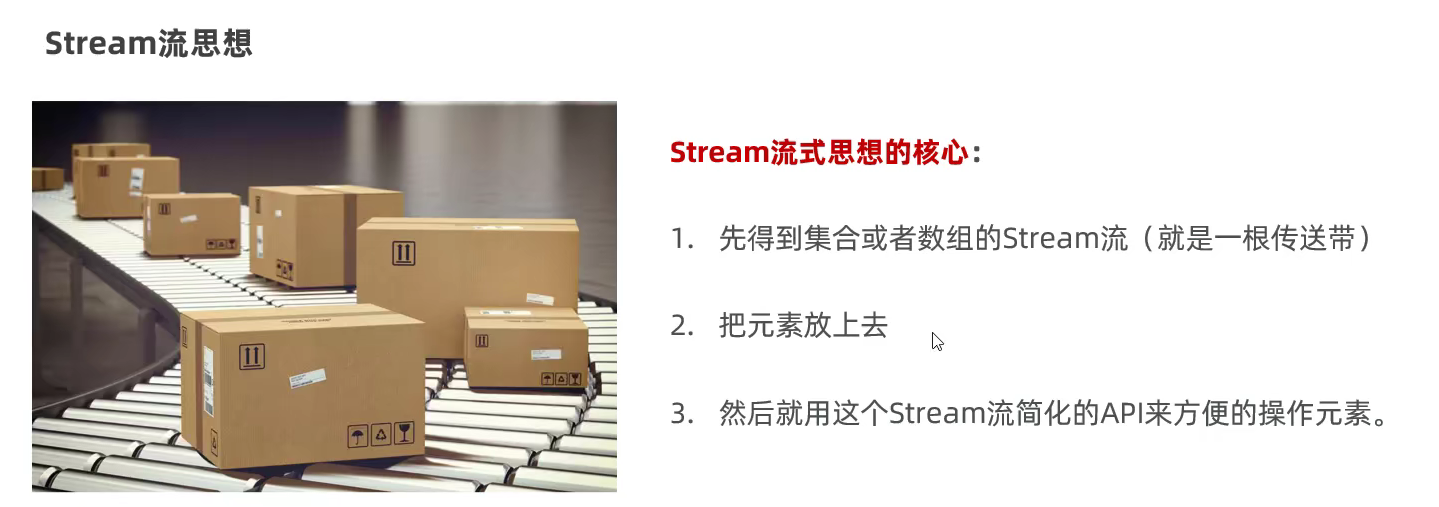 Stream流思想
Stream流式思想的核心：
1. 先得到集合或者数组的Stream流（就是一根传送带）
2. 把元素放上去
3. 然后就用这个Stream流简化的API来方便的操作元素。